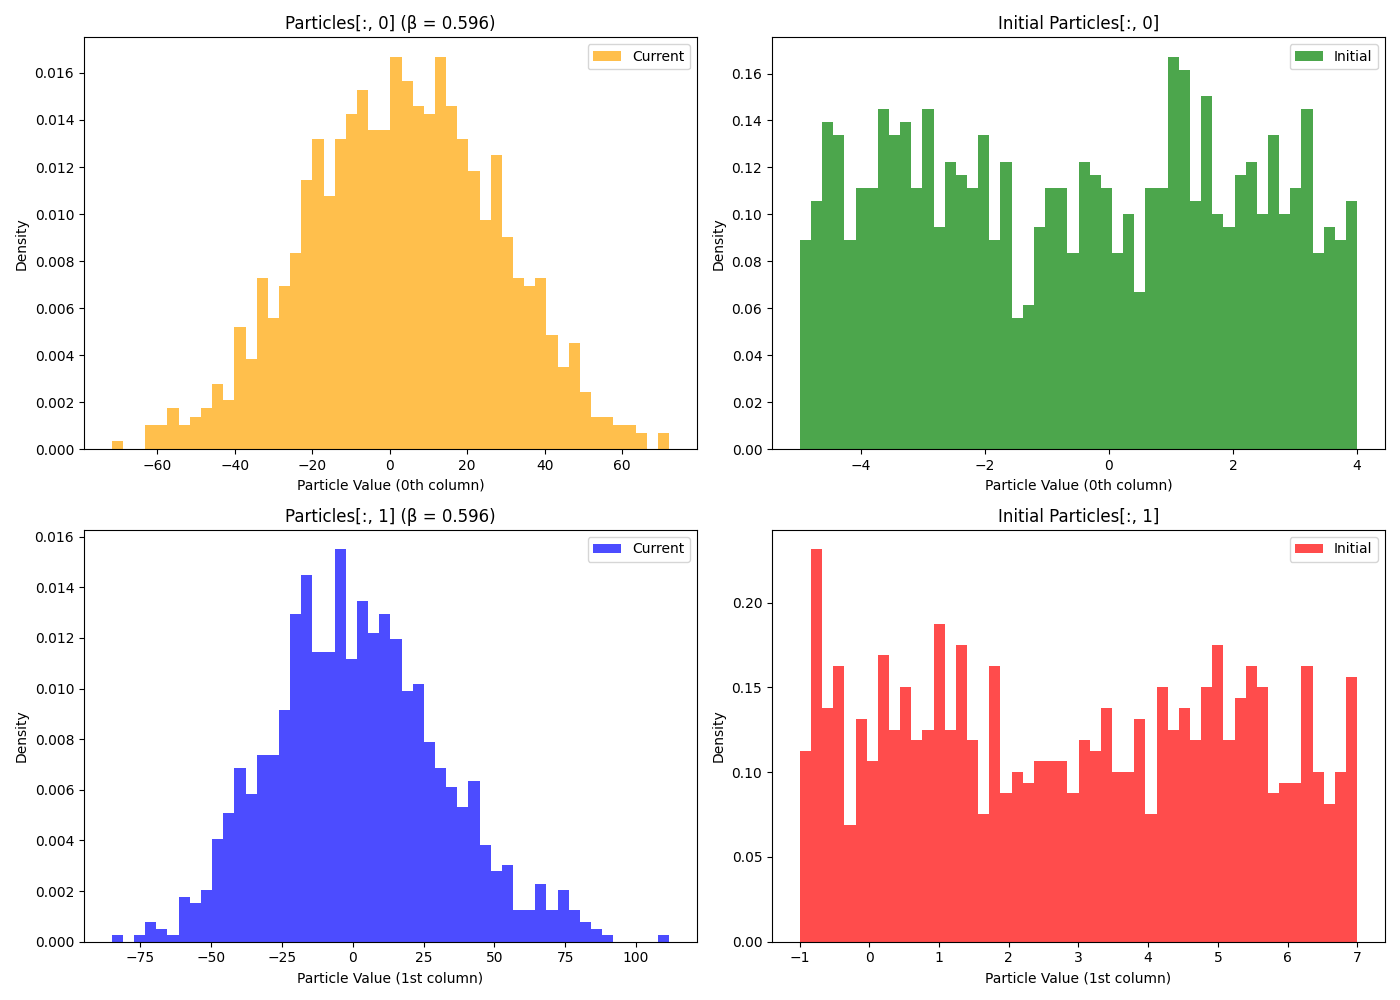 Particles[:, 0] (β = 0.596)
Current
0.016
0.014
0.012
0.010
0.008
0.006
0.004
0.002
0.000
Density
−60 −40 −20 0 20 40 60
Particle Value (0th column)
Initial Particles[:, 0]
Initial
0.16
0.14
0.12
0.10
0.08
0.06
0.04
0.02
0.00
Density
−4 −2 0 2 4
Particle Value (0th column)
Particles[:, 1] (β = 0.596)
Current
0.016
0.014
0.012
0.010
0.008
0.006
0.004
0.002
0.000
Density
−75 −50 −25 0 25 50 75 100
Particle Value (1st column)
Initial Particles[:, 1]
Initial
0.20
0.15
0.10
0.05
0.00
Density
−1 0 1 2 3 4 5 6 7
Particle Value (1st column)